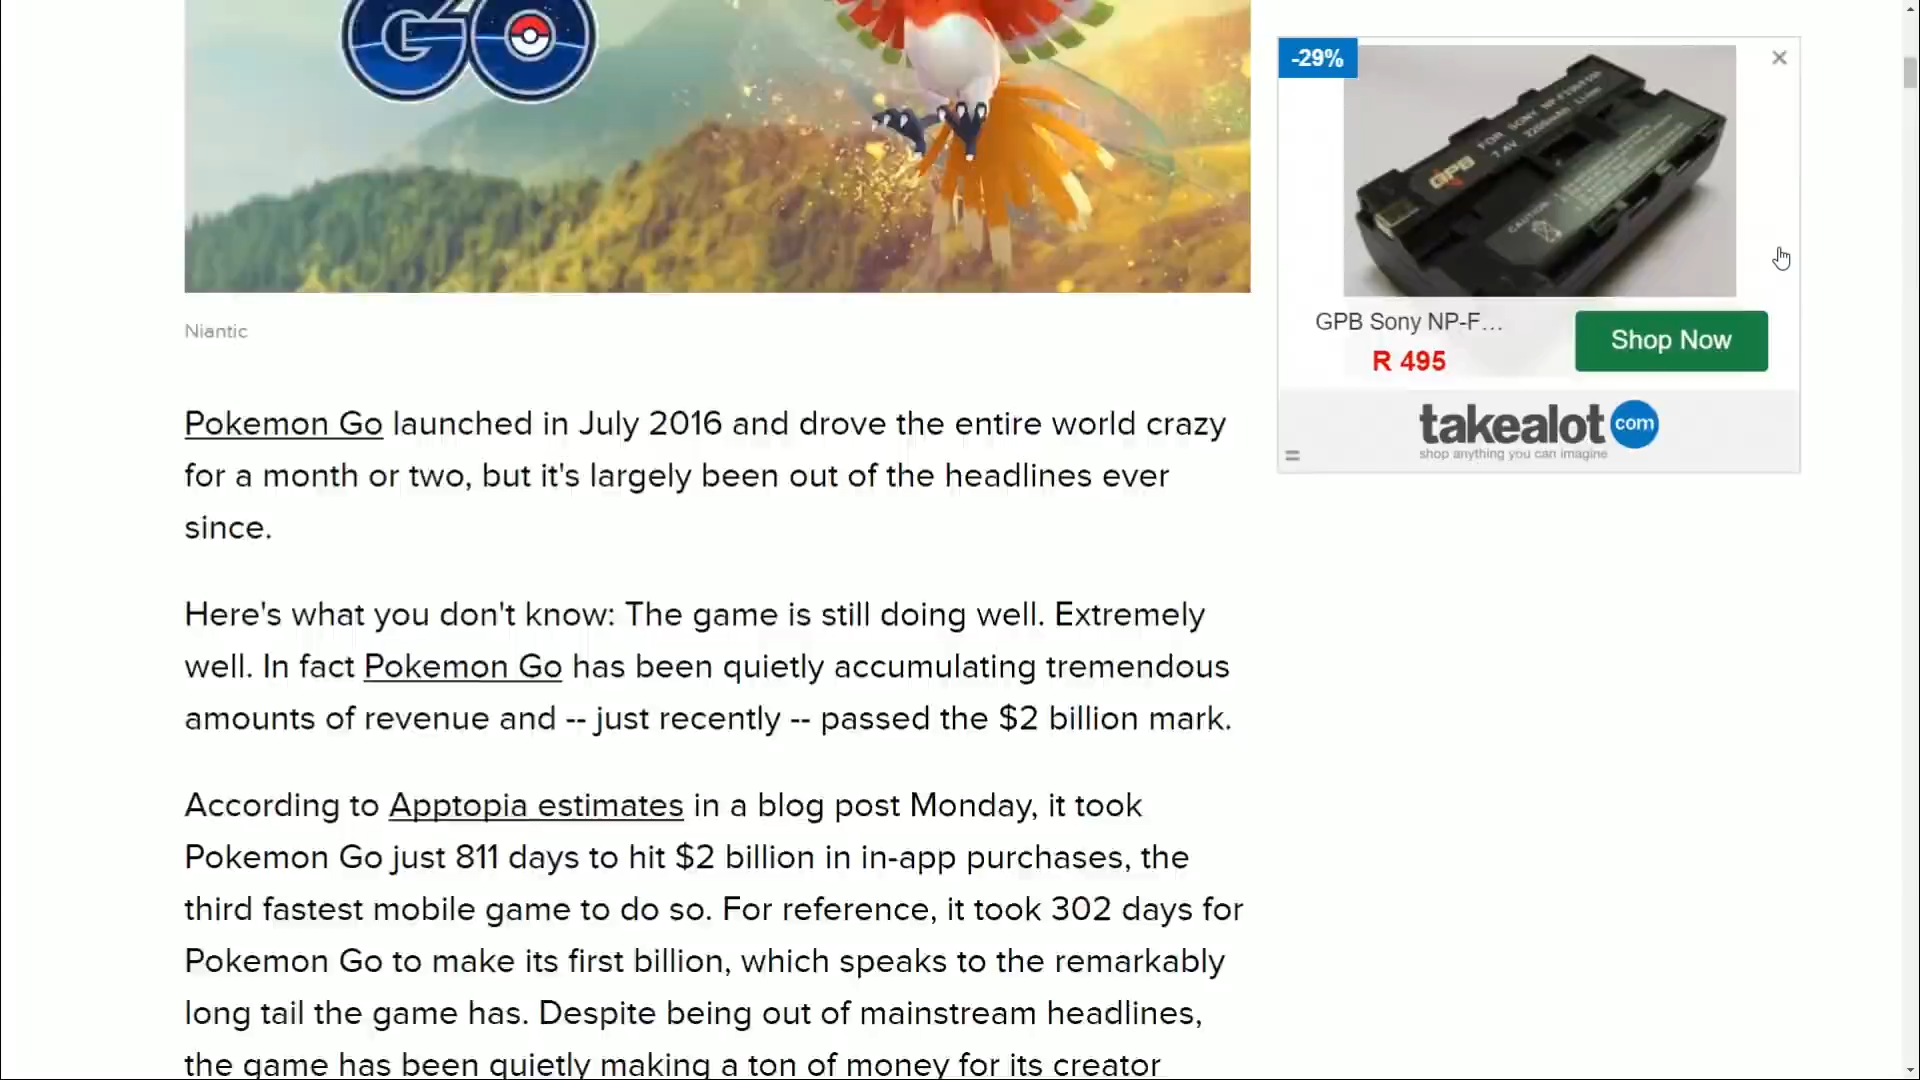 GO
Niantic
Pokemon Go launched in July 2016 and drove the entire world crazy
for a month or two, but it's largely been out of the headlines ever
since.
Here's what you don't know: The game is still doing well. Extremely
well. In fact Pokemon Go has been quietly accumulating tremendous
amounts of revenue and -- just recently -- passed the $2 billion mark.
According to Apptopia estimates in a blog post Monday, it took
Pokemon Go just 811 days to hit $2 billion in in-app purchases, the
third fastest mobile game to do so. For reference, it took 302 days for
Pokemon Go to make its first billion, which speaks to the remarkably
long tail the game has. Despite being out of mainstream headlines,
the game has been quietly making a ton of money for its creator
-29%
FOR SONY
7.4V
GPB
CAUTION
GPB Sony NP-F...
R 495
Shop Now
takealot com
shop anything you can imagine